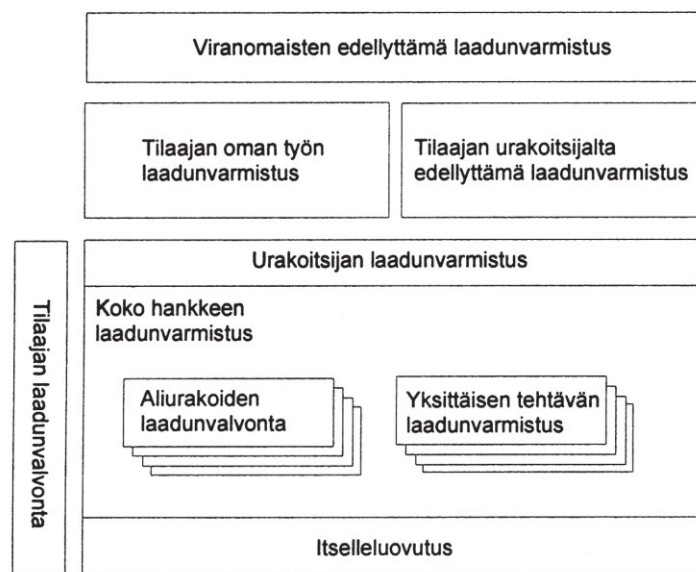 Viranomaisten edellyttämä laadunvarmistus
Tilaajan oman työn
laadunvarmistus
Tilaajan urakoitsijalta
edellyttämä laadunvarmistus
Tilaajan laadunvalvonta
Urakoitsijan laadunvarmistus
Koko hankkeen
laadunvarmistus
Aliurakoiden
laadunvalvonta
Yksittäisen tehtävän
laadunvarmistus
Itselleluovutus